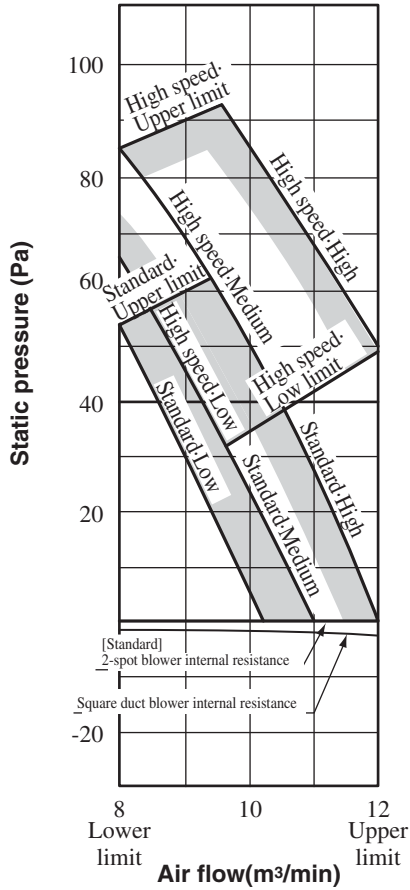 100
High speed·
Upper limit
80
High speed·High
High speed·Medium
60
Standard·
Upper limit
High speed·Low
High speed·
Low limit
Static pressure (Pa)
40
Standard·Low
Standard·High
Standard·Medium
20
0
[Standard]
2-spot blower internal resistance
Square duct blower internal resistance
-20
8
10
12
Lower
limit
Upper
limit
Air flow(m³/min)